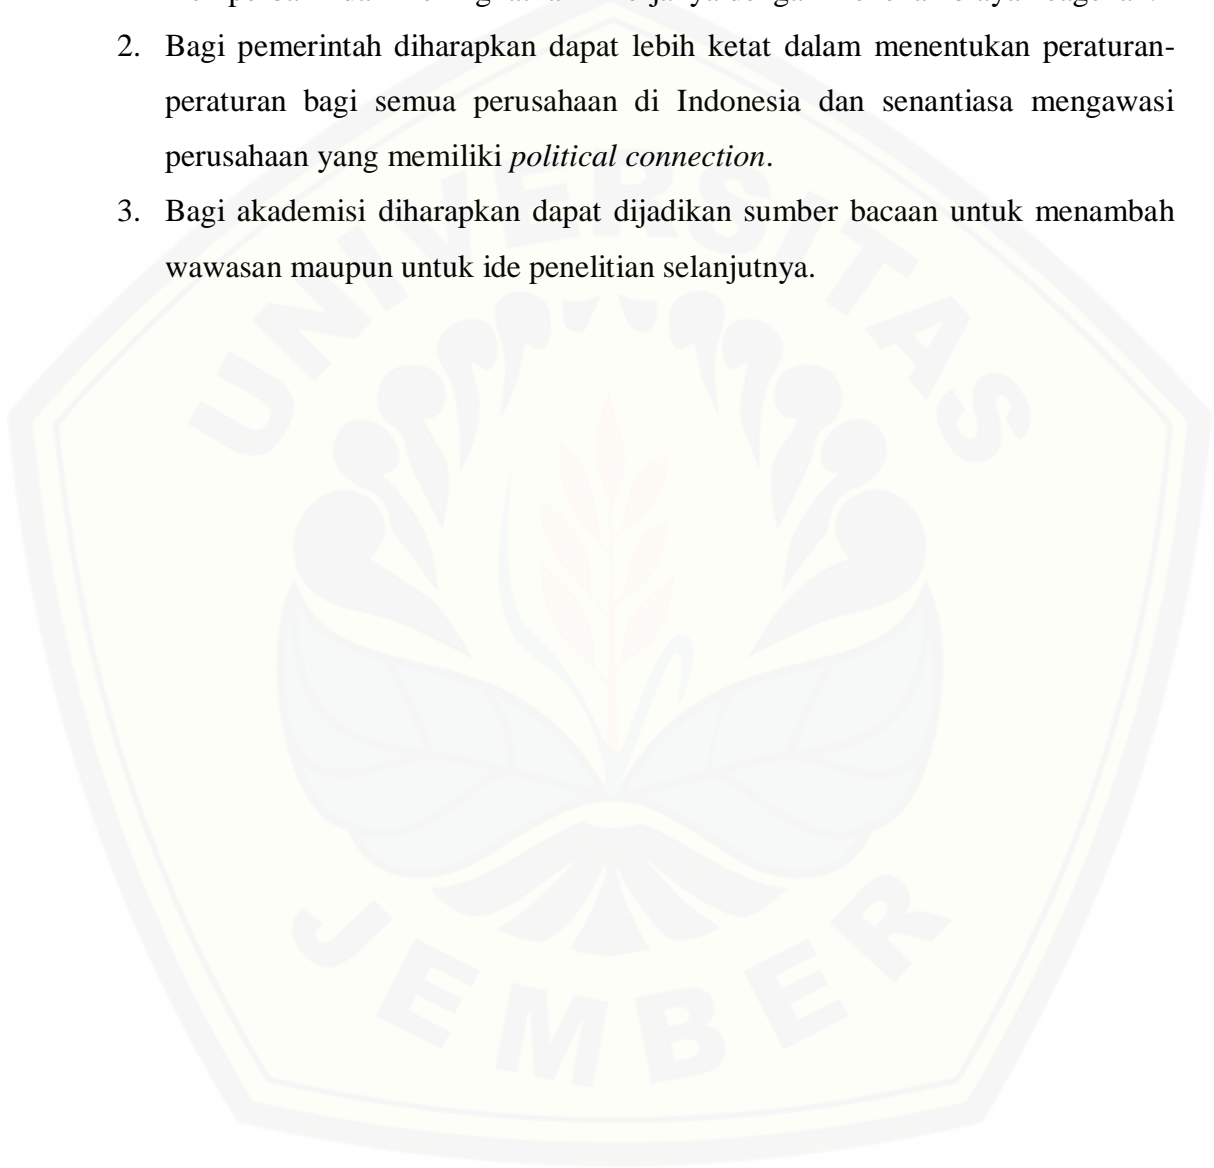 2. Bagi pemerintah diharapkan dapat lebih ketat dalam menentukan peraturan-
peraturan bagi semua perusahaan di Indonesia dan senantiasa mengawasi
perusahaan yang memiliki political connection.
3. Bagi akademisi diharapkan dapat dijadikan sumber bacaan untuk menambah
wawasan maupun untuk ide penelitian selanjutnya.
UNIVERSITAS
JEMBER